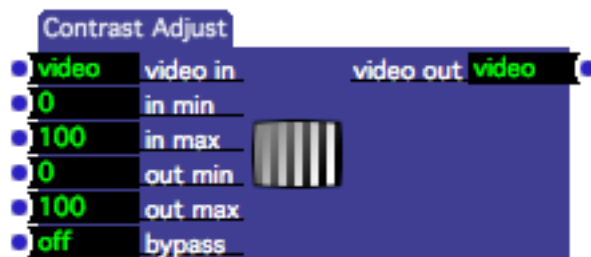 Contrast Adjust
video video in video out video
0 in min
100 in max
0 out min
100 out max
off bypass